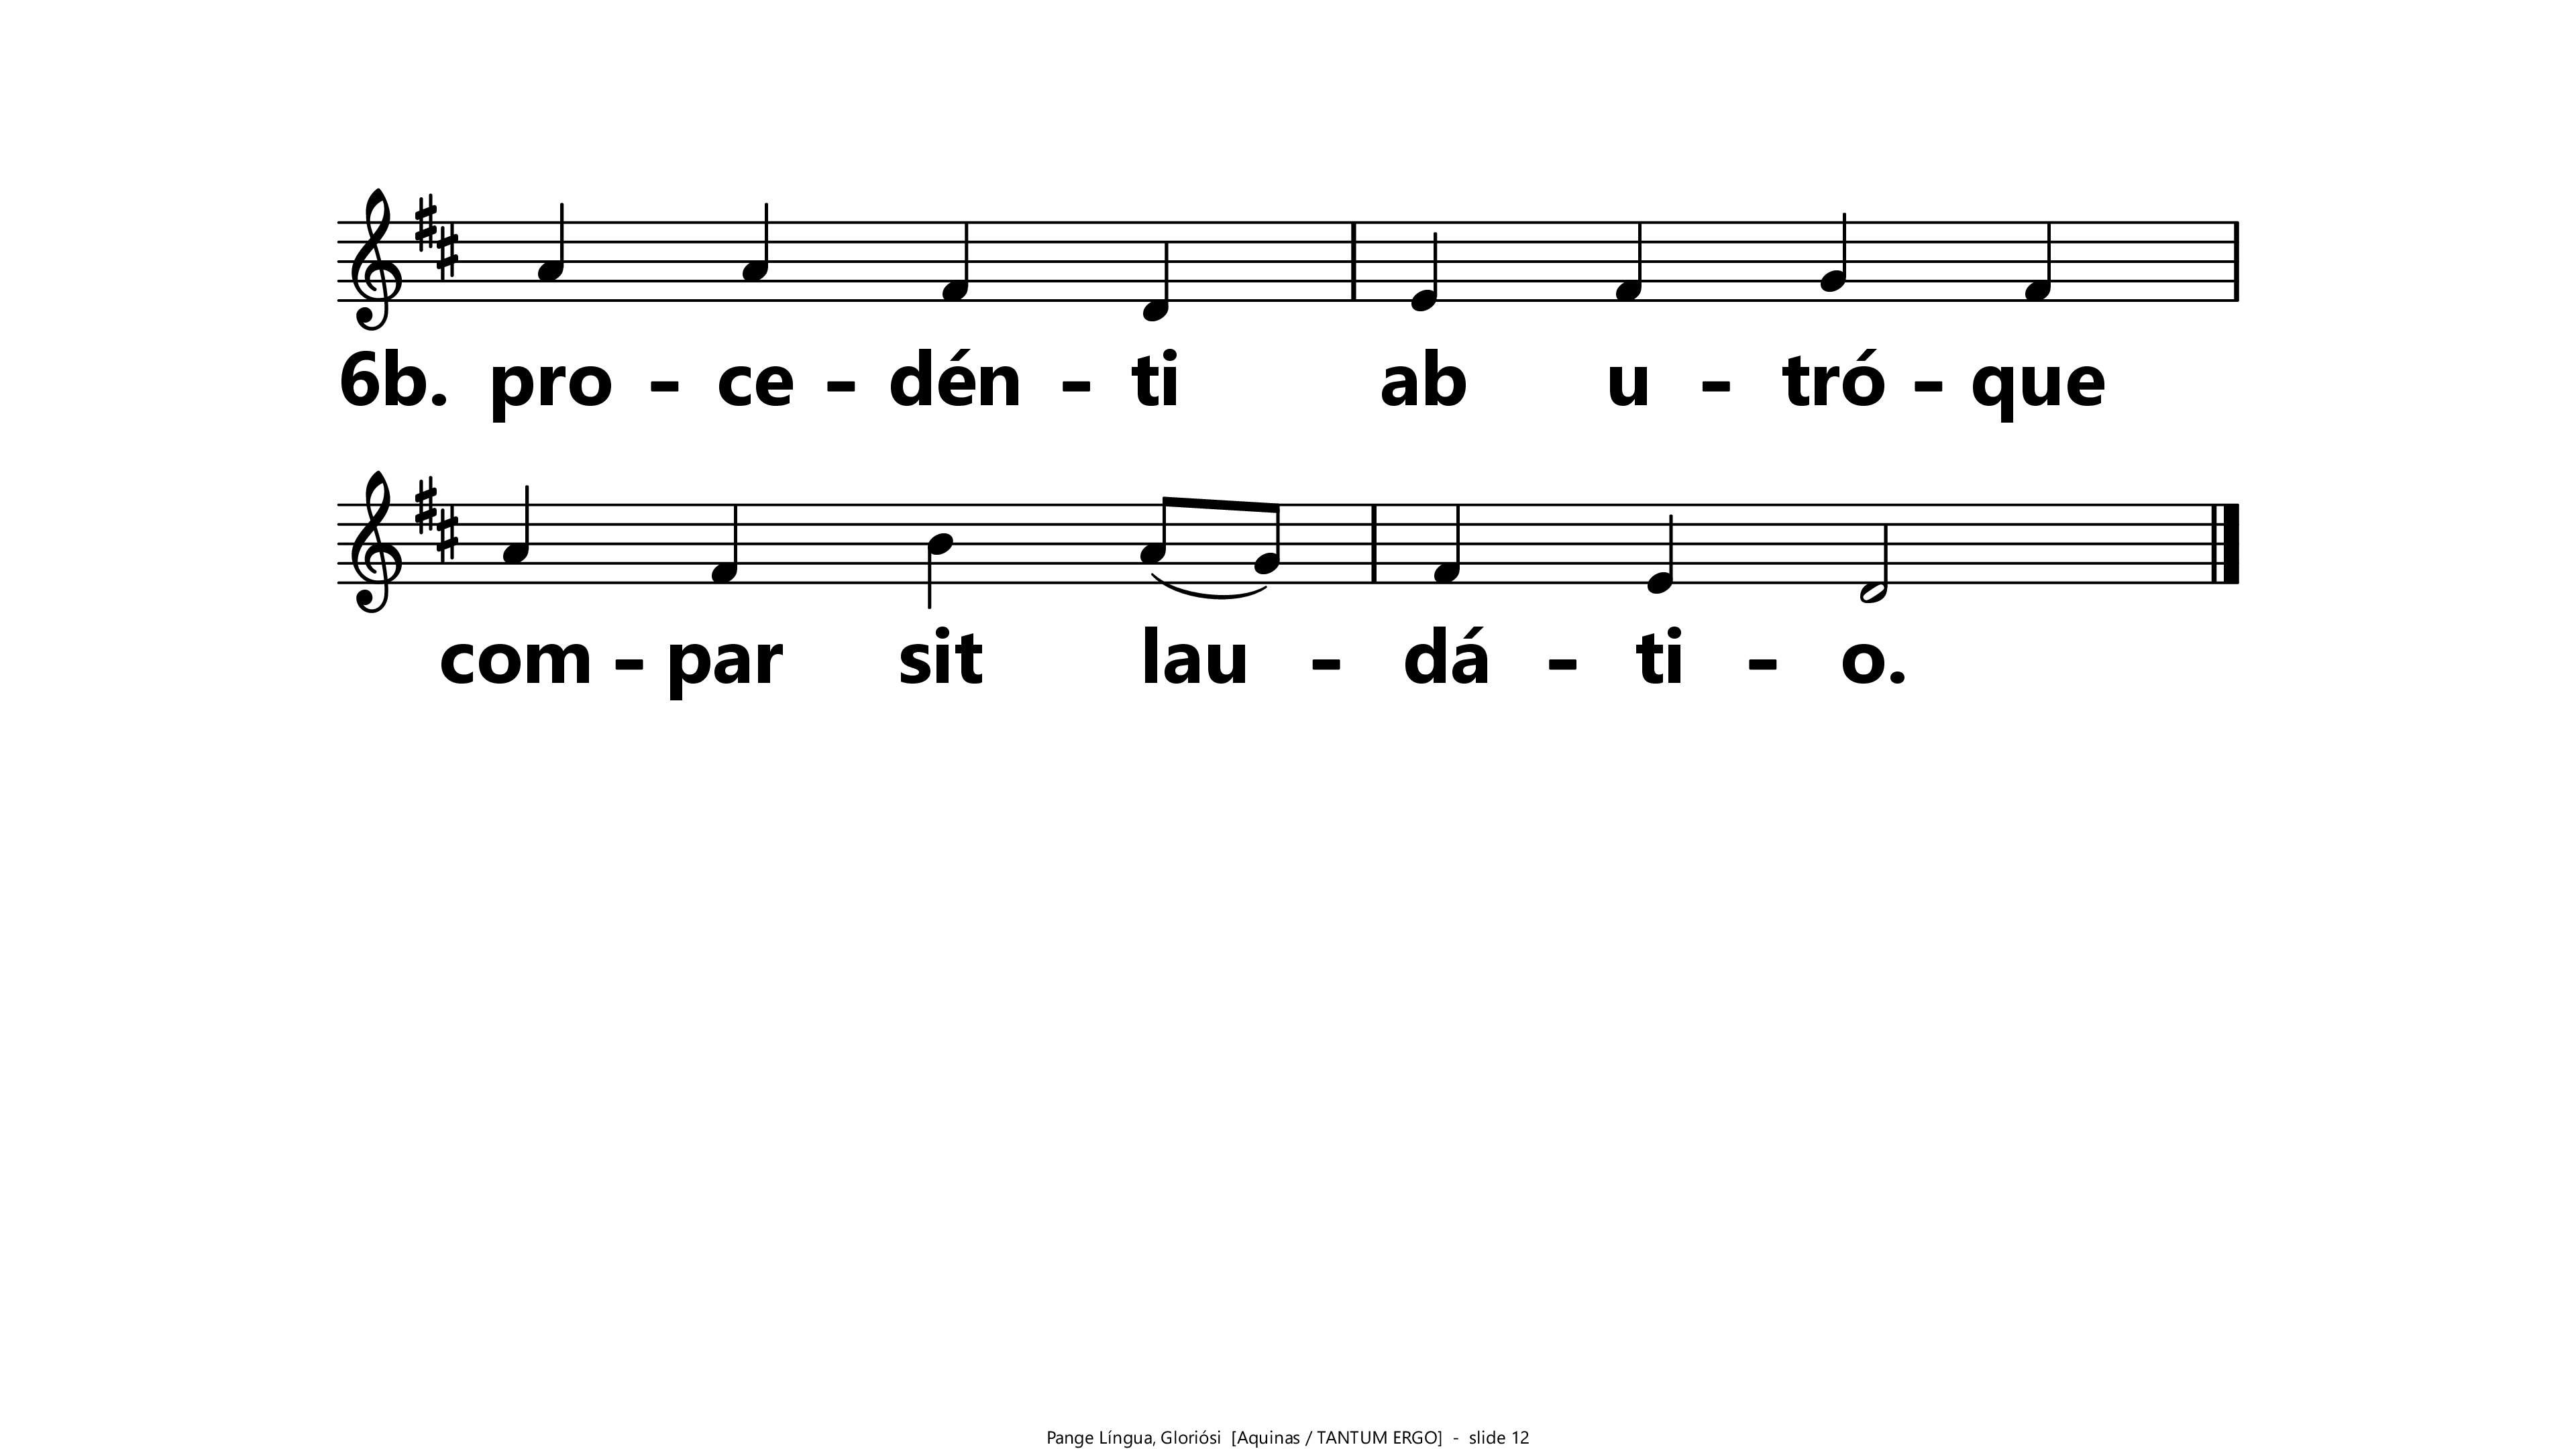 6b. pro - ce - dén - ti ab u - tró - que
com - par sit lau - dá - ti - o.
Pange Língua, Gloriósi [Aquinas / TANTUM ERGO] - slide 12